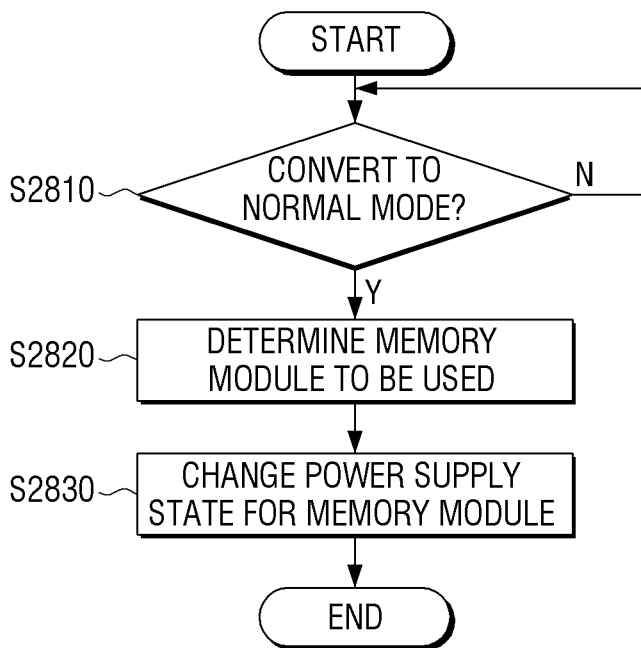 START
CONVERT TO
NORMAL MODE?
S2810
N
Y
DETERMINE MEMORY
MODULE TO BE USED
S2820
CHANGE POWER SUPPLY
STATE FOR MEMORY MODULE
S2830
END